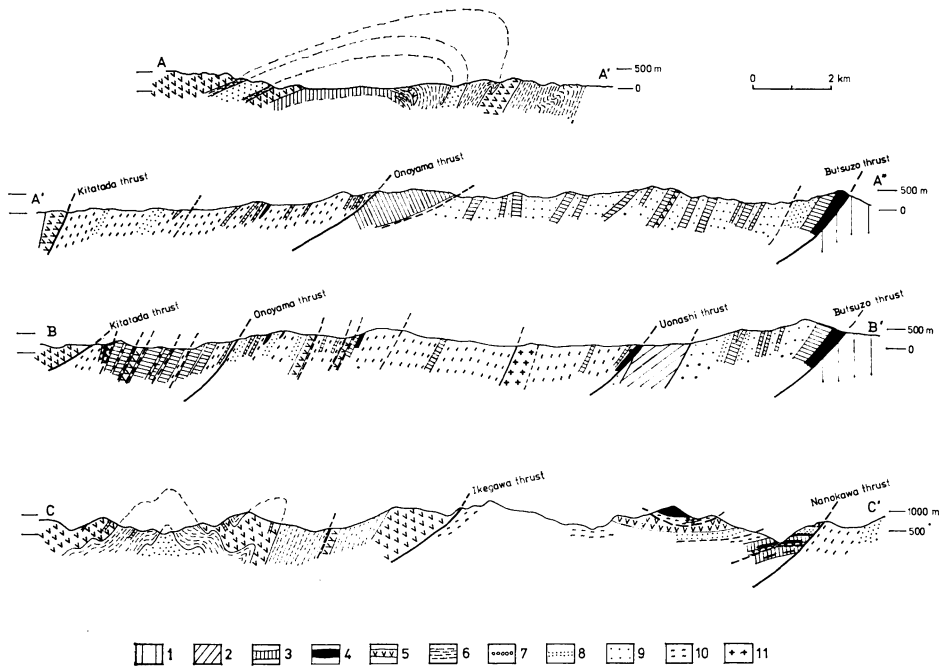 A
A'
500 m
0
0
2 km
A'
Kitatada thrust
Onoyama thrust
Butsuzo thrust
A"
500 m
0
B
Kitatada thrust
Onoyama thrust
Uonashi thrust
Butsuzo thrust
B'
500 m
0
C
Ikegawa thrust
Nanokawa thrust
C'
1000 m
500
1
2
3
4
5
6
7
8
9
10
11